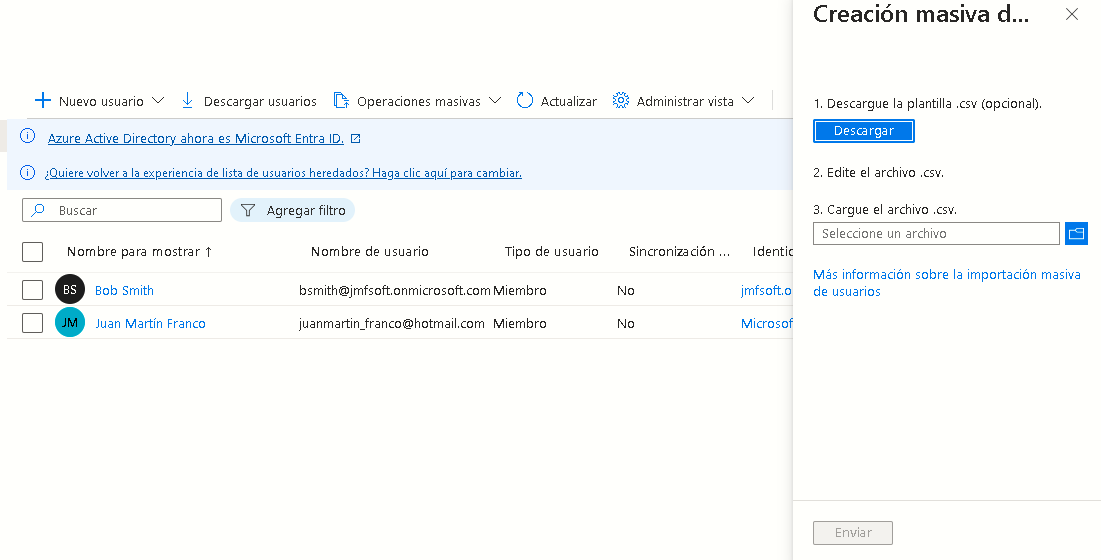 Creación masiva d...
Nuevo usuario
Descargar usuarios
Operaciones masivas
Actualizar
Administrar vista
Azure Active Directory ahora es Microsoft Entra ID.
¿Quiere volver a la experiencia de lista de usuarios heredados? Haga clic aquí para cambiar.
Buscar
Agregar filtro
Nombre para mostrar ↑ Nombre de usuario Tipo de usuario Sincronización ... Identic
BS Bob Smith bsmith@jmfsoft.onmicrosoft.com Miembro No jmfsoft.o
JM Juan Martín Franco juanmartin_franco@hotmail.com Miembro No Microsof
1. Descargue la plantilla .csv (opcional).
Descargar
2. Edite el archivo .csv.
3. Cargue el archivo .csv.
Seleccione un archivo
Más información sobre la importación masiva
de usuarios
Enviar